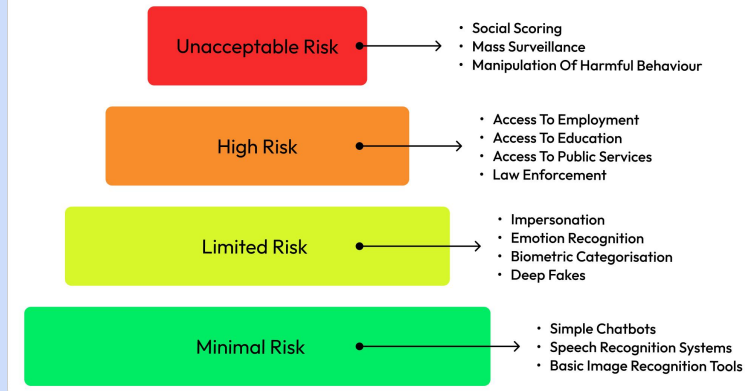 Unacceptable Risk
• Social Scoring
• Mass Surveillance
• Manipulation Of Harmful Behaviour
High Risk
• Access To Employment
• Access To Education
• Access To Public Services
• Law Enforcement
Limited Risk
• Impersonation
• Emotion Recognition
• Biometric Categorisation
• Deep Fakes
Minimal Risk
• Simple Chatbots
• Speech Recognition Systems
• Basic Image Recognition Tools